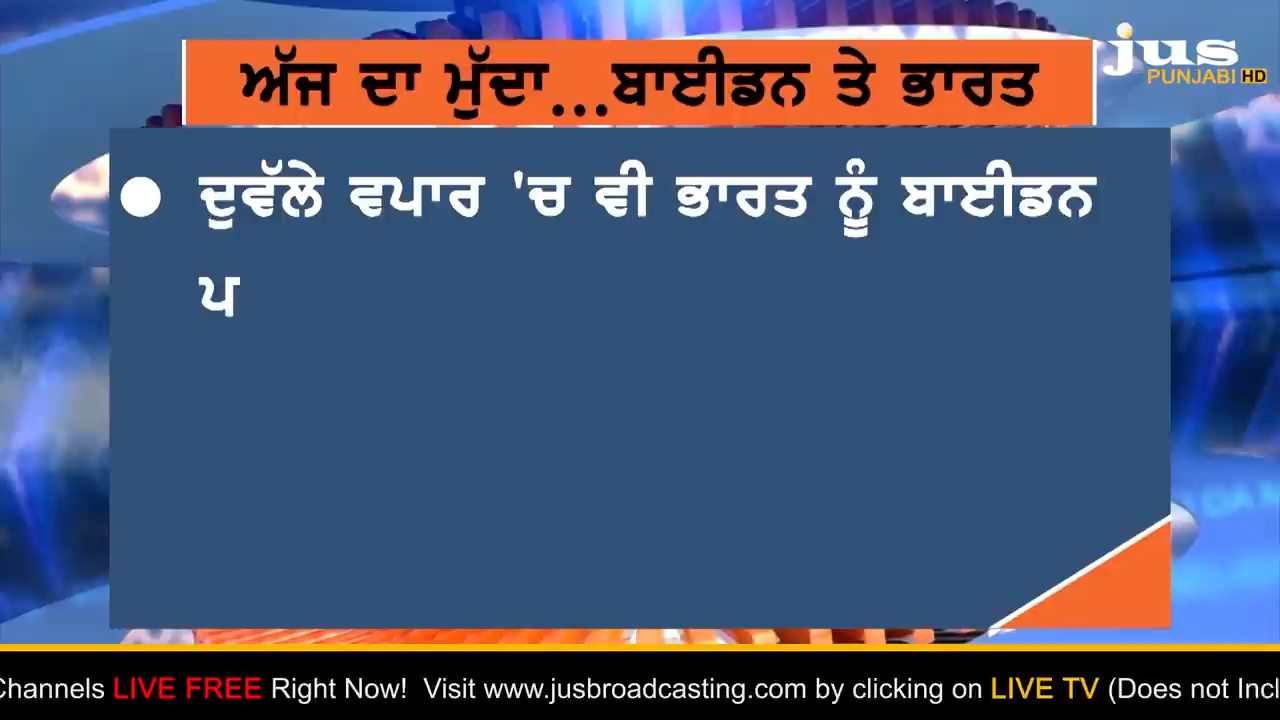 jus
PUNJABI HD
ਅੱਜ ਦਾ ਮੁੱਦਾ...ਬਾਈਡਨ ਤੇ ਭਾਰਤ
ਦੁਵੱਲੇ ਵਪਾਰ 'ਚ ਵੀ ਭਾਰਤ ਨੂੰ ਬਾਈਡਨ
ਪ
Channels LIVE FREE Right Now! Visit www.jusbroadcasting.com by clicking on LIVE TV (Does not Incl